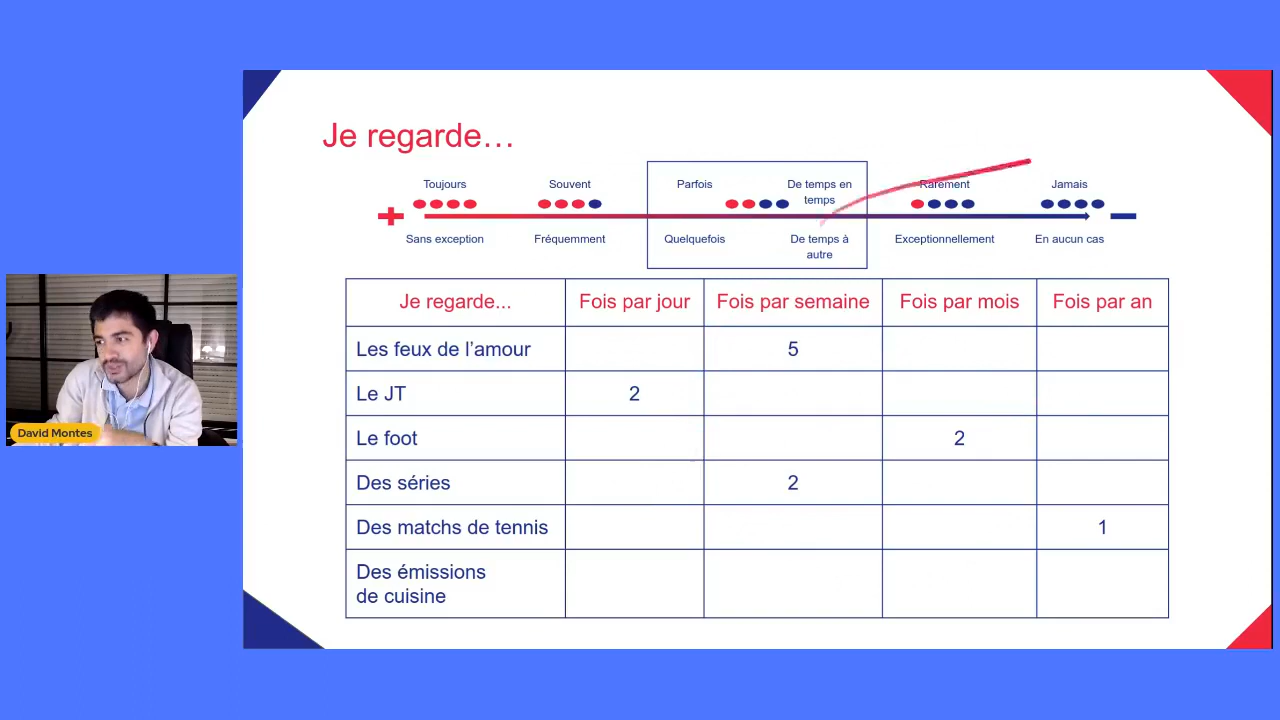 Je regarde…
Toujours Souvent Parfois De temps en temps Rarement Jamais
Sans exception Fréquemment Quelquefois De temps à autre Exceptionnellement En aucun cas
Je regarde... Fois par jour Fois par semaine Fois par mois Fois par an
Les feux de l’amour 5
Le JT 2
Le foot 2
Des séries 2
Des matchs de tennis 1
Des émissions
de cuisine
David Montes